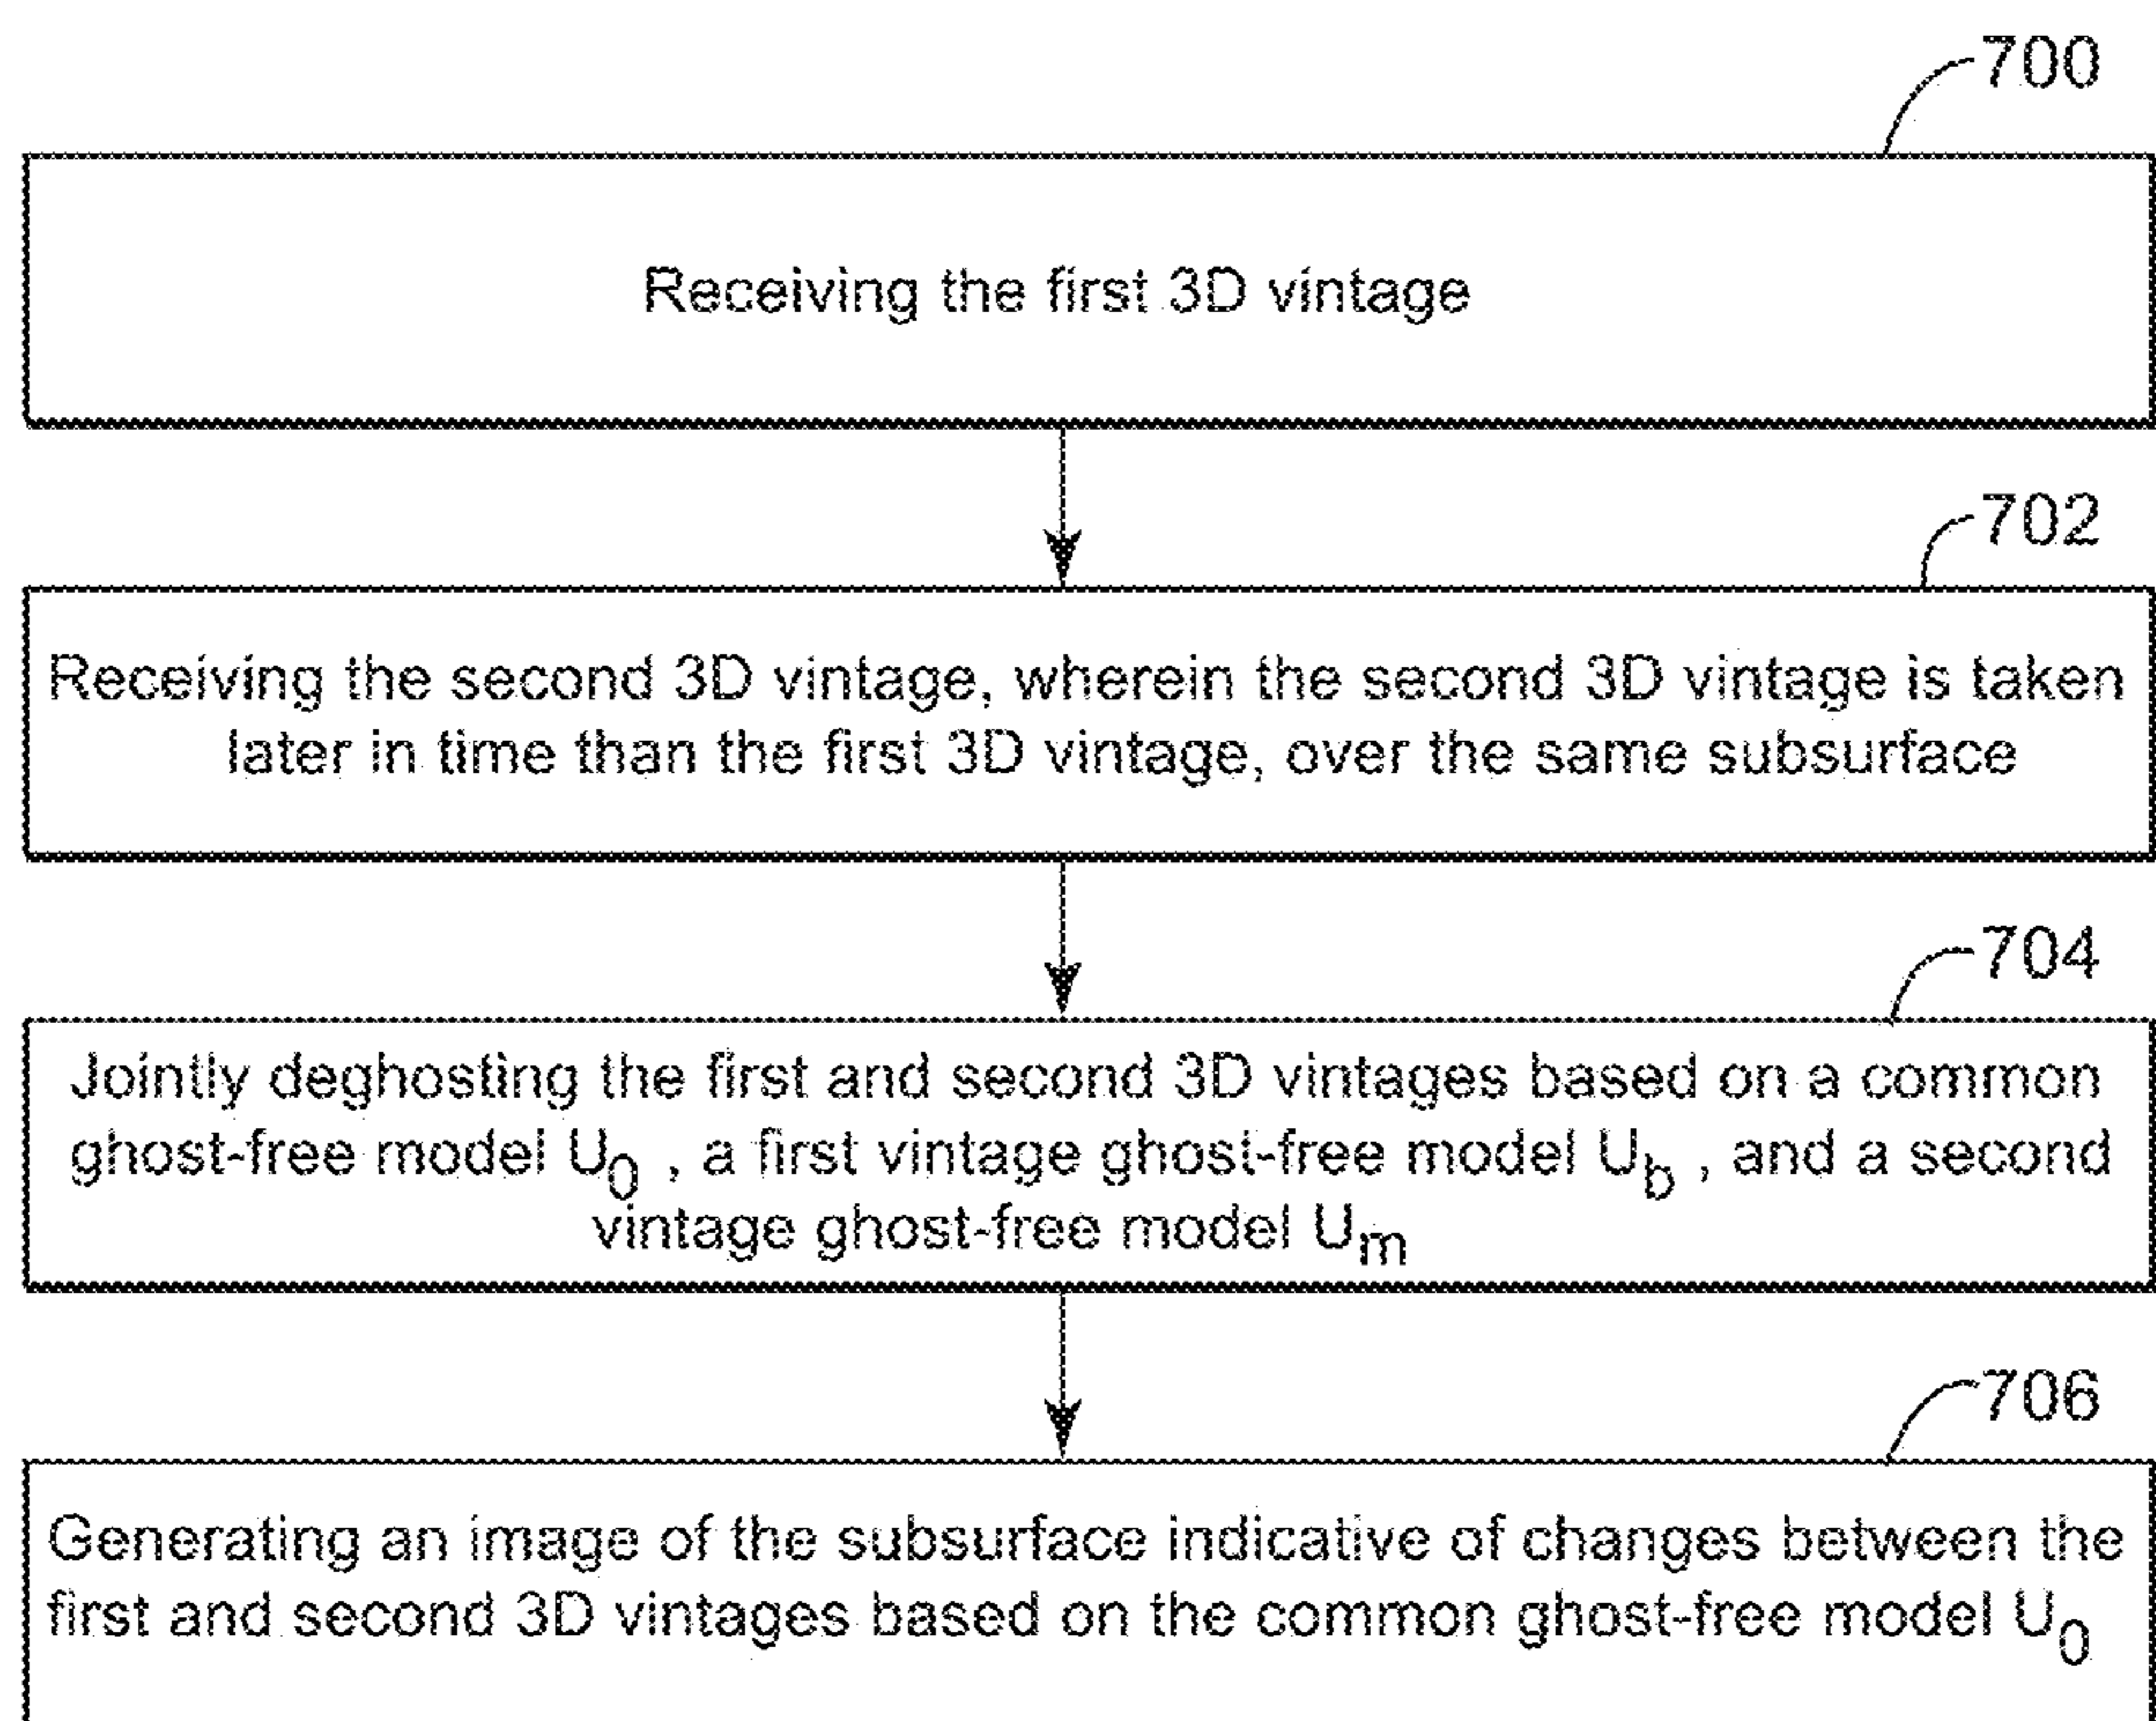 700
Receiving the first 3D vintage
702
Receiving the second 3D vintage, wherein the second 3D vintage is taken
later in time than the first 3D vintage, over the same subsurface
704
Jointly deghosting the first and second 3D vintages based on a common
ghost-free model U0 , a first vintage ghost-free model Ub , and a second
vintage ghost-free model Um
706
Generating an image of the subsurface indicative of changes between the
first and second 3D vintages based on the common ghost-free model U0